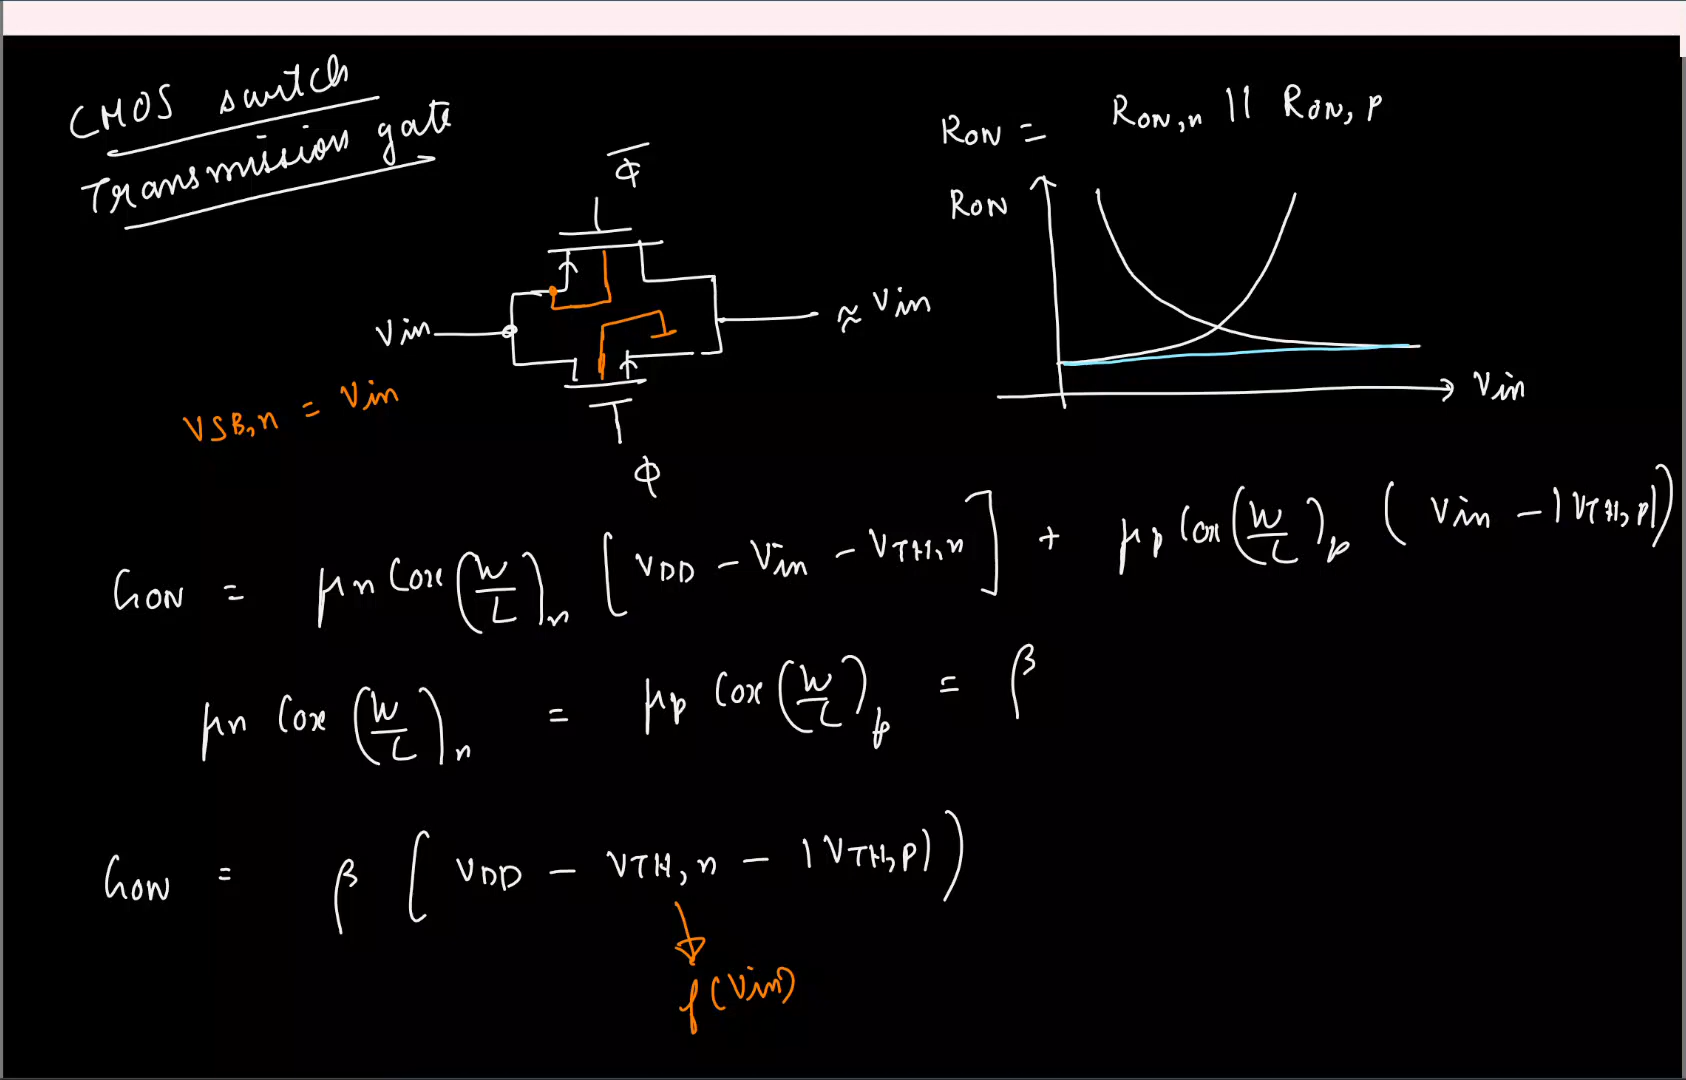 CMOS switch
Transmission gate
Φ̅
Vin
≈ Vin
VSB,n = Vin
Φ
RON = RON,n || RON,p
RON
Vin
GON = μn Cox (W/L)n [VDD - Vin - VTH,n] + μp Cox (W/L)p (Vin - |VTH,p|)
μn Cox (W/L)n = μp Cox (W/L)p = β
GON = β [VDD - VTH,n - |VTH,p|)
f(Vin)